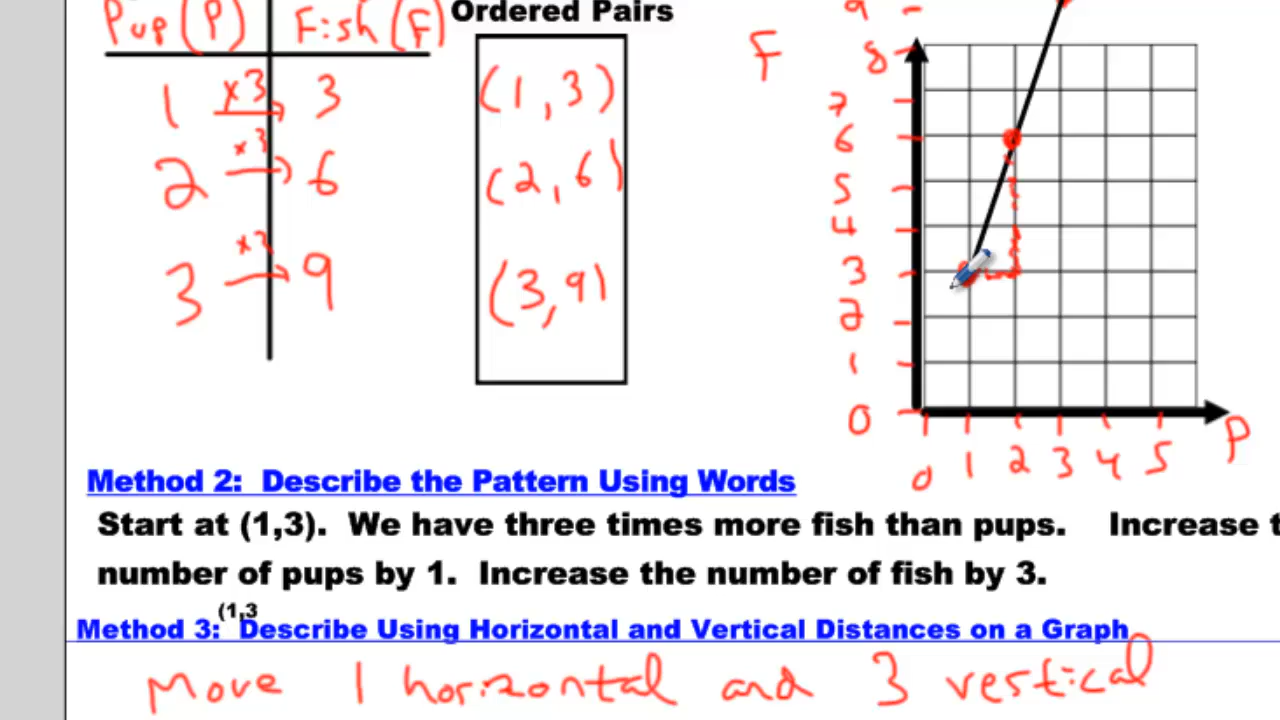 Pup (P) Fish (F)
1 ×3 3
2 ×3 6
3 ×3 9
Ordered Pairs
(1,3)
(2,6)
(3,9)
F
9
8
7
6
5
4
3
2
1
0
0 1 2 3 4 5 P
Method 2: Describe the Pattern Using Words
Start at (1,3). We have three times more fish than pups. Increase t
number of pups by 1. Increase the number of fish by 3.
(1,3
Method 3: Describe Using Horizontal and Vertical Distances on a Graph
Move 1 horizontal and 3 vertical